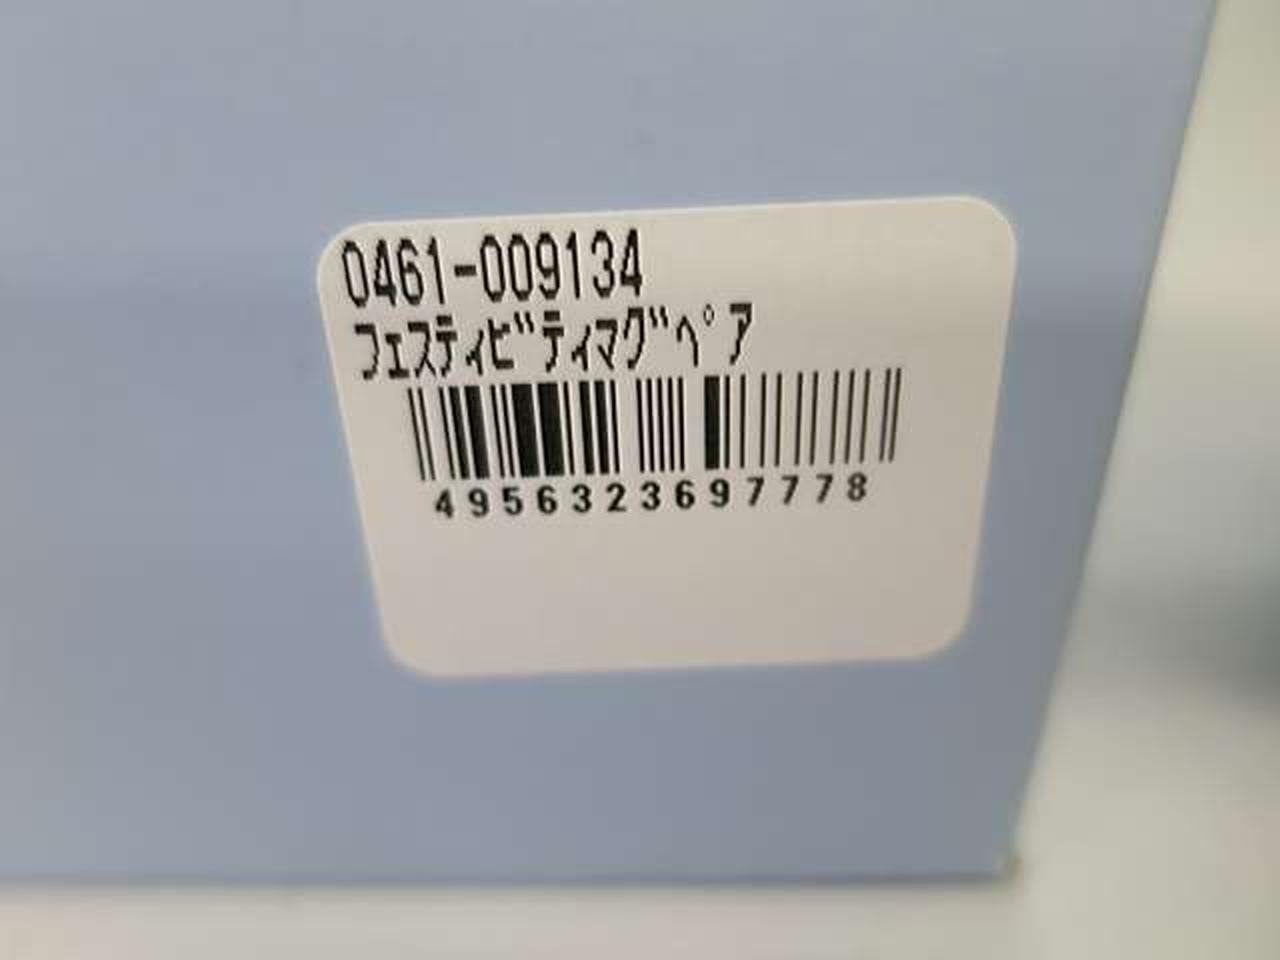 0461-009134
ﾌｪｽﾃｨﾋﾞﾃｨﾏｸﾞﾍﾟｱ
4956323697778